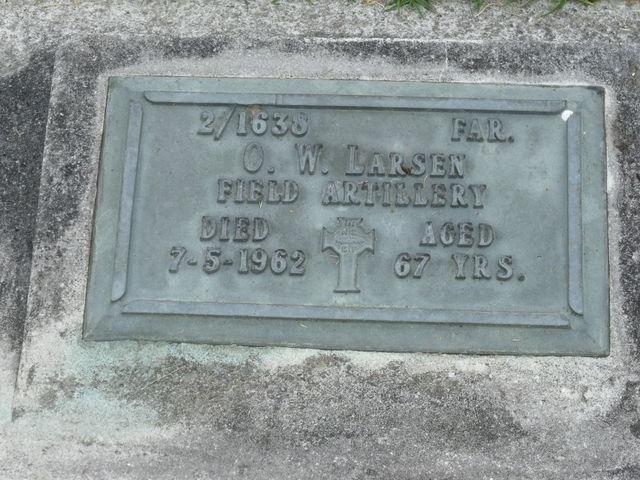 2/1638 FAR.
O. W. LARSEN
FIELD ARTILLERY
DIED AGED
7-5-1962 67 YRS.